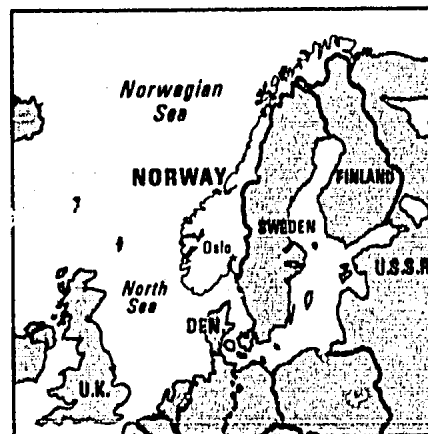 Norwegian
Sea
NORWAY
FINLAND
SWEDEN
Oslo
U.S.S.R
North
Sea
DEN.
U.K.